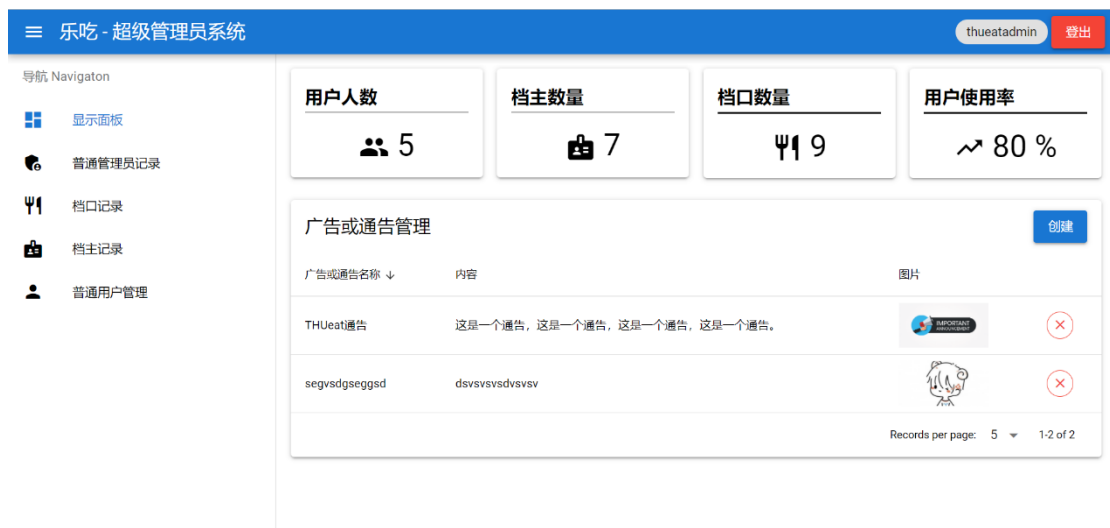 乐吃 - 超级管理员系统
thueatadmin
登出
导航 Navigaton
显示面板
普通管理员记录
档口记录
档主记录
普通用户管理
用户人数
5
档主数量
7
档口数量
9
用户使用率
80 %
广告或通告管理
创建
广告或通告名称 ↓
内容
图片
THUeat通告
这是一个通告，这是一个通告，这是一个通告，这是一个通告。
IMPORTANT
ANNOUNCEMENT
segvsdgseggsd
dsvsvsvsdvsvsv
Records per page: 5 1-2 of 2